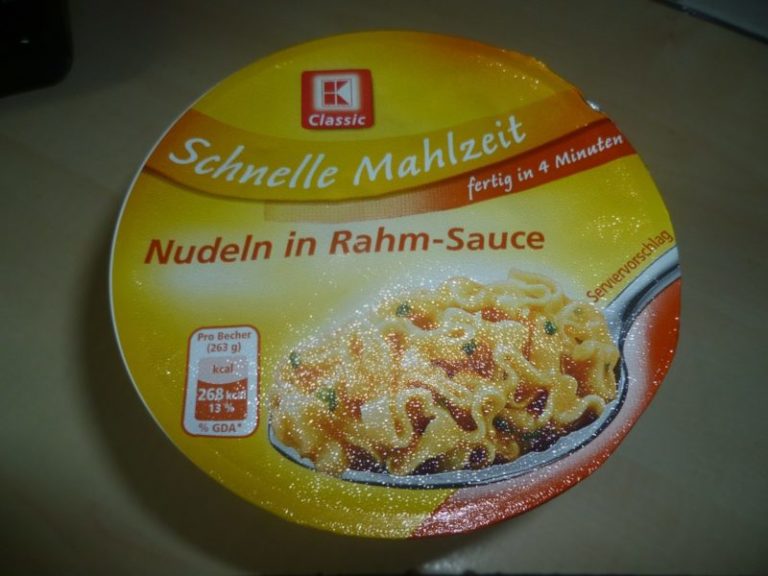 K
Classic
Schnelle Mahlzeit
fertig in 4 Minuten
Nudeln in Rahm-Sauce
Serviervorschlag
Pro Becher
(263 g)
kcal
268 kcal
13 %
% GDA*